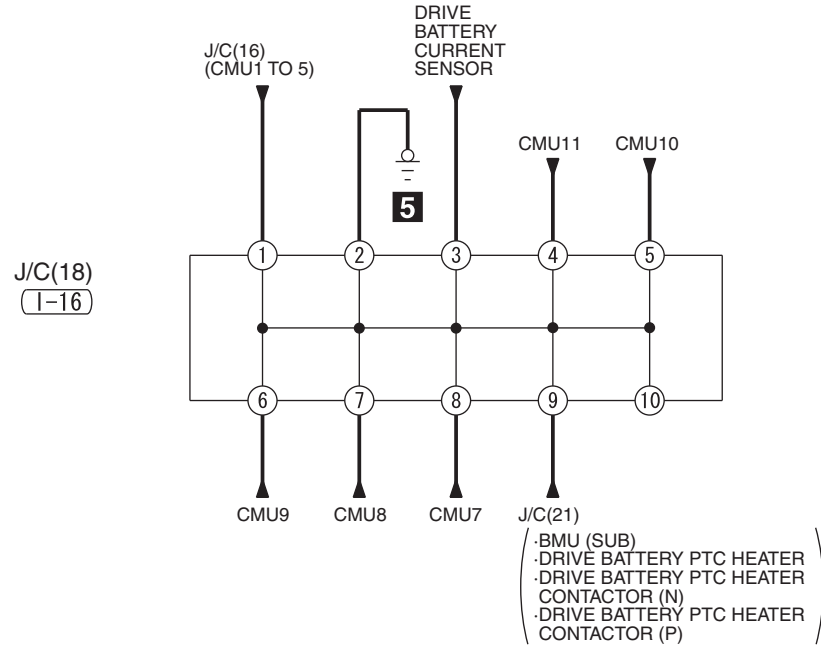 DRIVE
BATTERY
CURRENT
SENSOR
J/C(16)
(CMU1 TO 5)
CMU11
CMU10
5
1
2
3
4
5
J/C(18)
I-16
6
7
8
9
10
CMU9
CMU8
CMU7
J/C(21)
·BMU (SUB)
·DRIVE BATTERY PTC HEATER
·DRIVE BATTERY PTC HEATER
CONTACTOR (N)
·DRIVE BATTERY PTC HEATER
CONTACTOR (P)